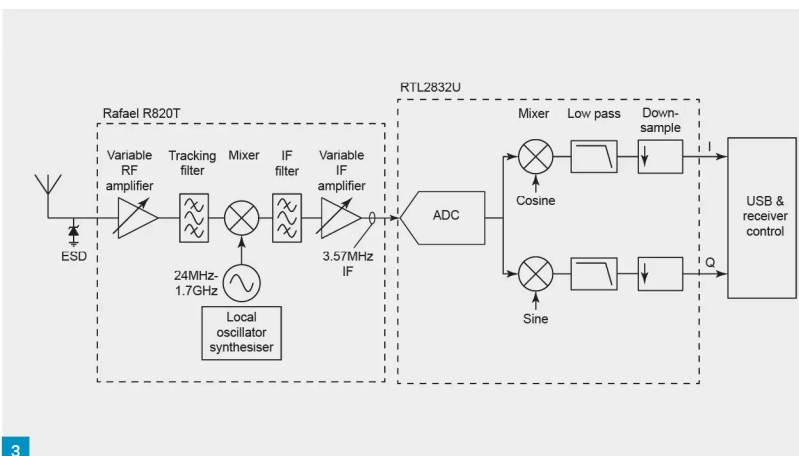 RTL2832U
Rafael R820T
Mixer
Low pass
Down-
sample
Variable
RF
amplifier
Tracking
filter
Mixer
IF
filter
Variable
IF
amplifier
I
Cosine
ADC
USB &
receiver
control
ESD
3.57MHz
IF
24MHz-
1.7GHz
Local
oscillator
synthesiser
Q
Sine
3